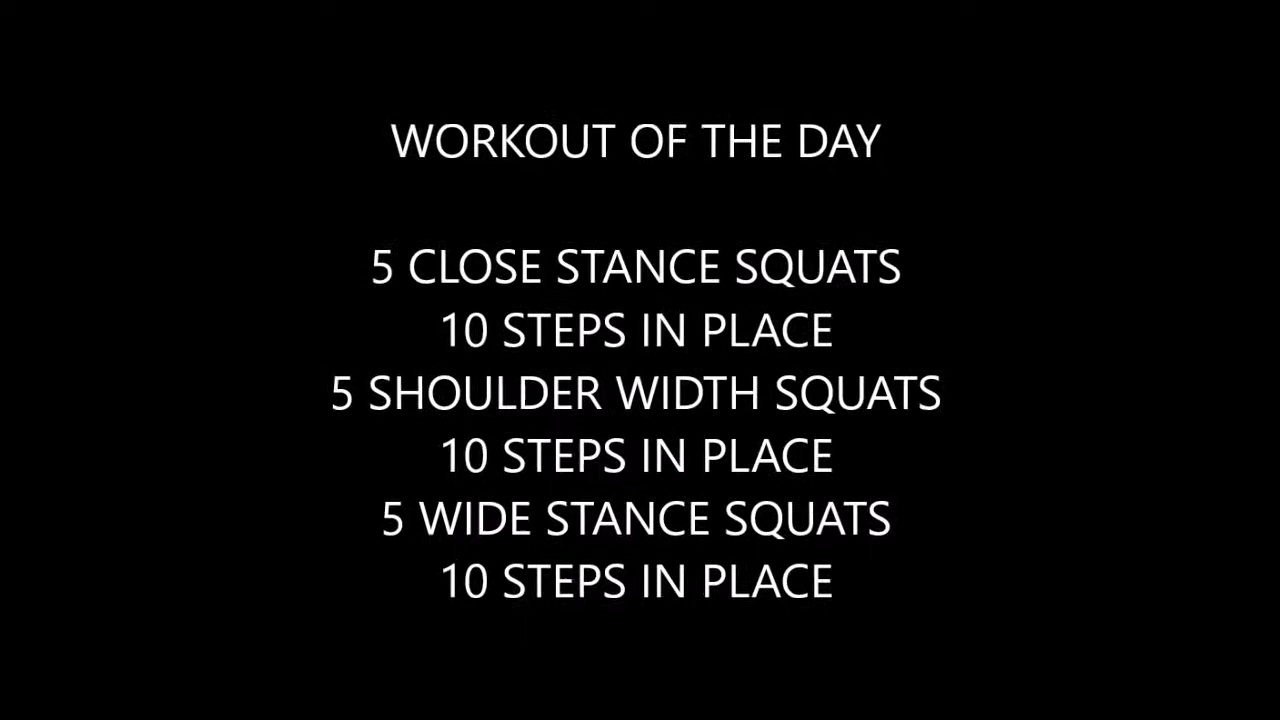 WORKOUT OF THE DAY
5 CLOSE STANCE SQUATS
10 STEPS IN PLACE
5 SHOULDER WIDTH SQUATS
10 STEPS IN PLACE
5 WIDE STANCE SQUATS
10 STEPS IN PLACE